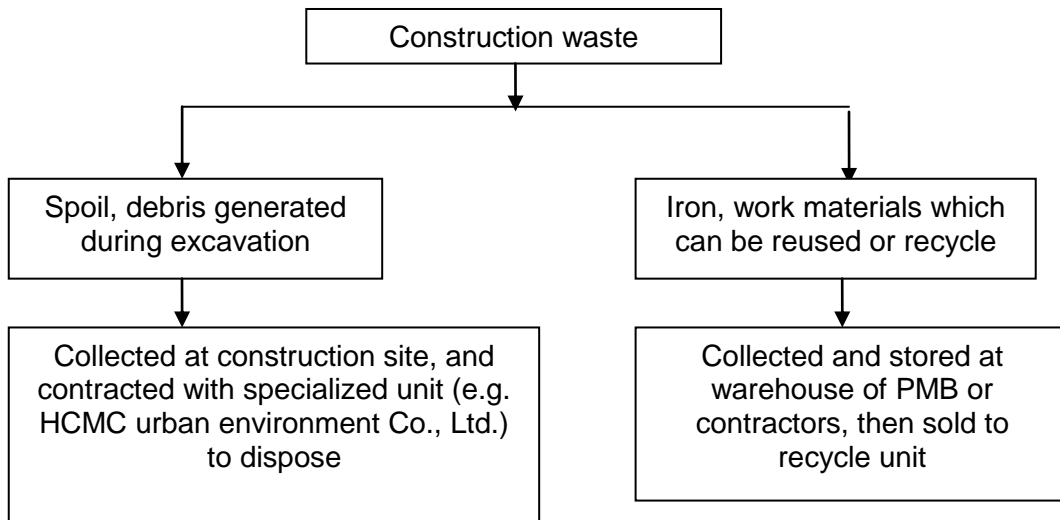 Construction waste
Spoil, debris generated
during excavation
Iron, work materials which
can be reused or recycle
Collected at construction site, and
contracted with specialized unit (e.g.
HCMC urban environment Co., Ltd.)
to dispose
Collected and stored at
warehouse of PMB or
contractors, then sold to
recycle unit